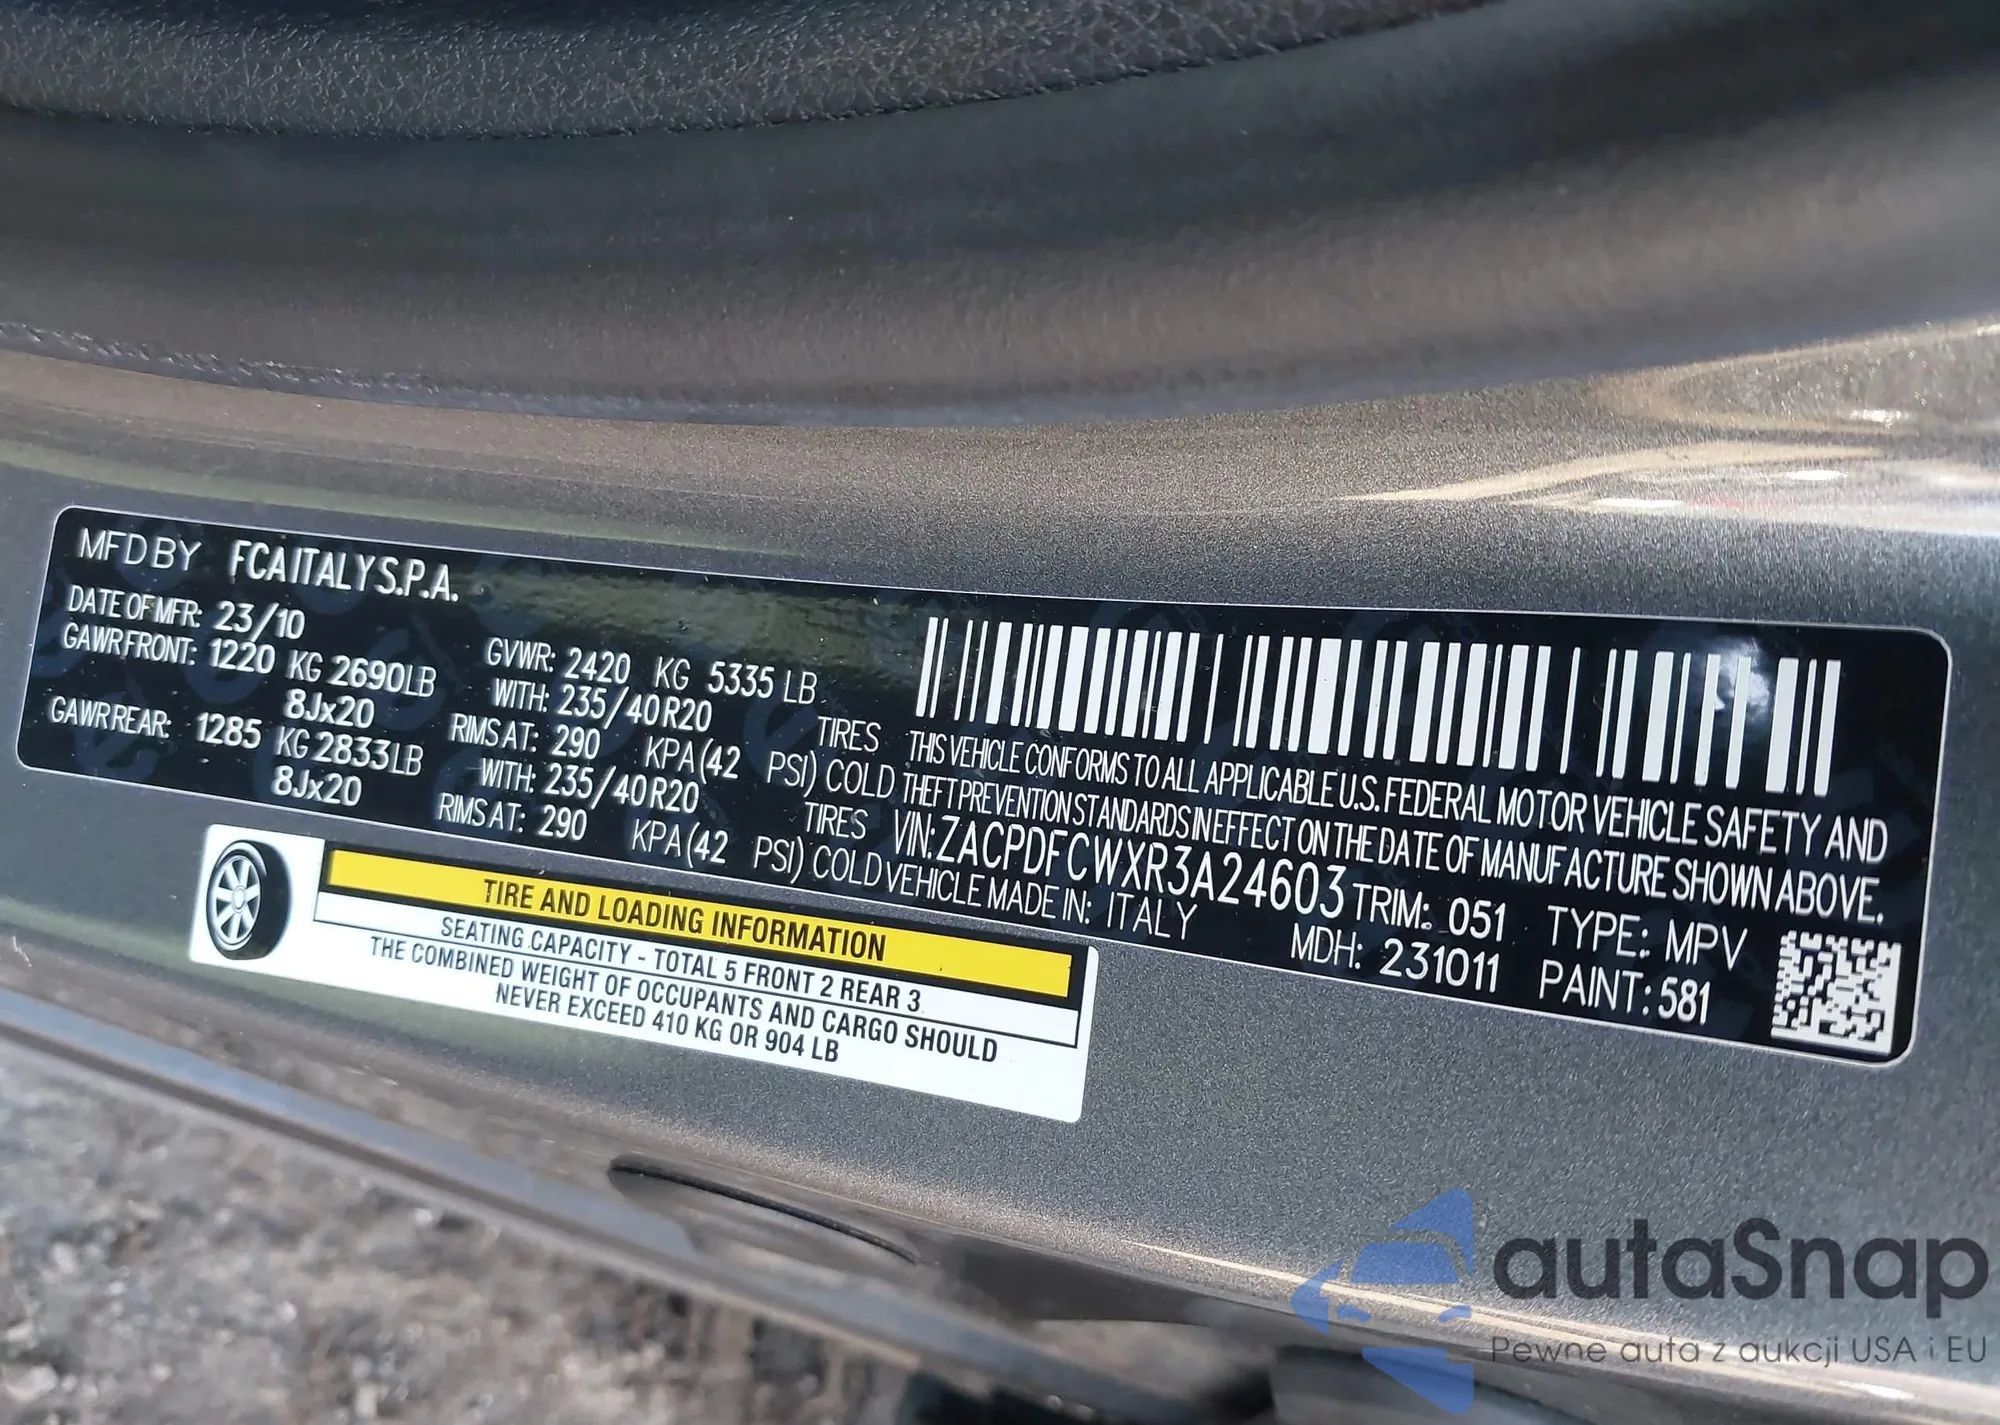 MFD BY FCA ITALY S.P.A.
DATE OF MFR: 23/10 GVWR: 2420 KG 5335 LB
GAWR FRONT: 1220 KG 2690 LB WITH: 235/40 R20 TIRES
8Jx20 RIMS AT: 290 KPA (42 PSI) COLD
GAWR REAR: 1285 KG 2833 LB WITH: 235/40 R20 TIRES
8Jx20 RIMS AT: 290 KPA (42 PSI) COLD
THIS VEHICLE CONFORMS TO ALL APPLICABLE U.S. FEDERAL MOTOR VEHICLE SAFETY AND
THEFT PREVENTION STANDARDS IN EFFECT ON THE DATE OF MANUFACTURE SHOWN ABOVE.
VIN: ZACPDFCWXR3A24603 TRIM: 051 TYPE: MPV
VEHICLE MADE IN: ITALY MDH: 231011 PAINT: 581
TIRE AND LOADING INFORMATION
SEATING CAPACITY - TOTAL 5 FRONT 2 REAR 3
THE COMBINED WEIGHT OF OCCUPANTS AND CARGO SHOULD
NEVER EXCEED 410 KG OR 904 LB
autaSnap
Pewne auta z aukcji USA i EU